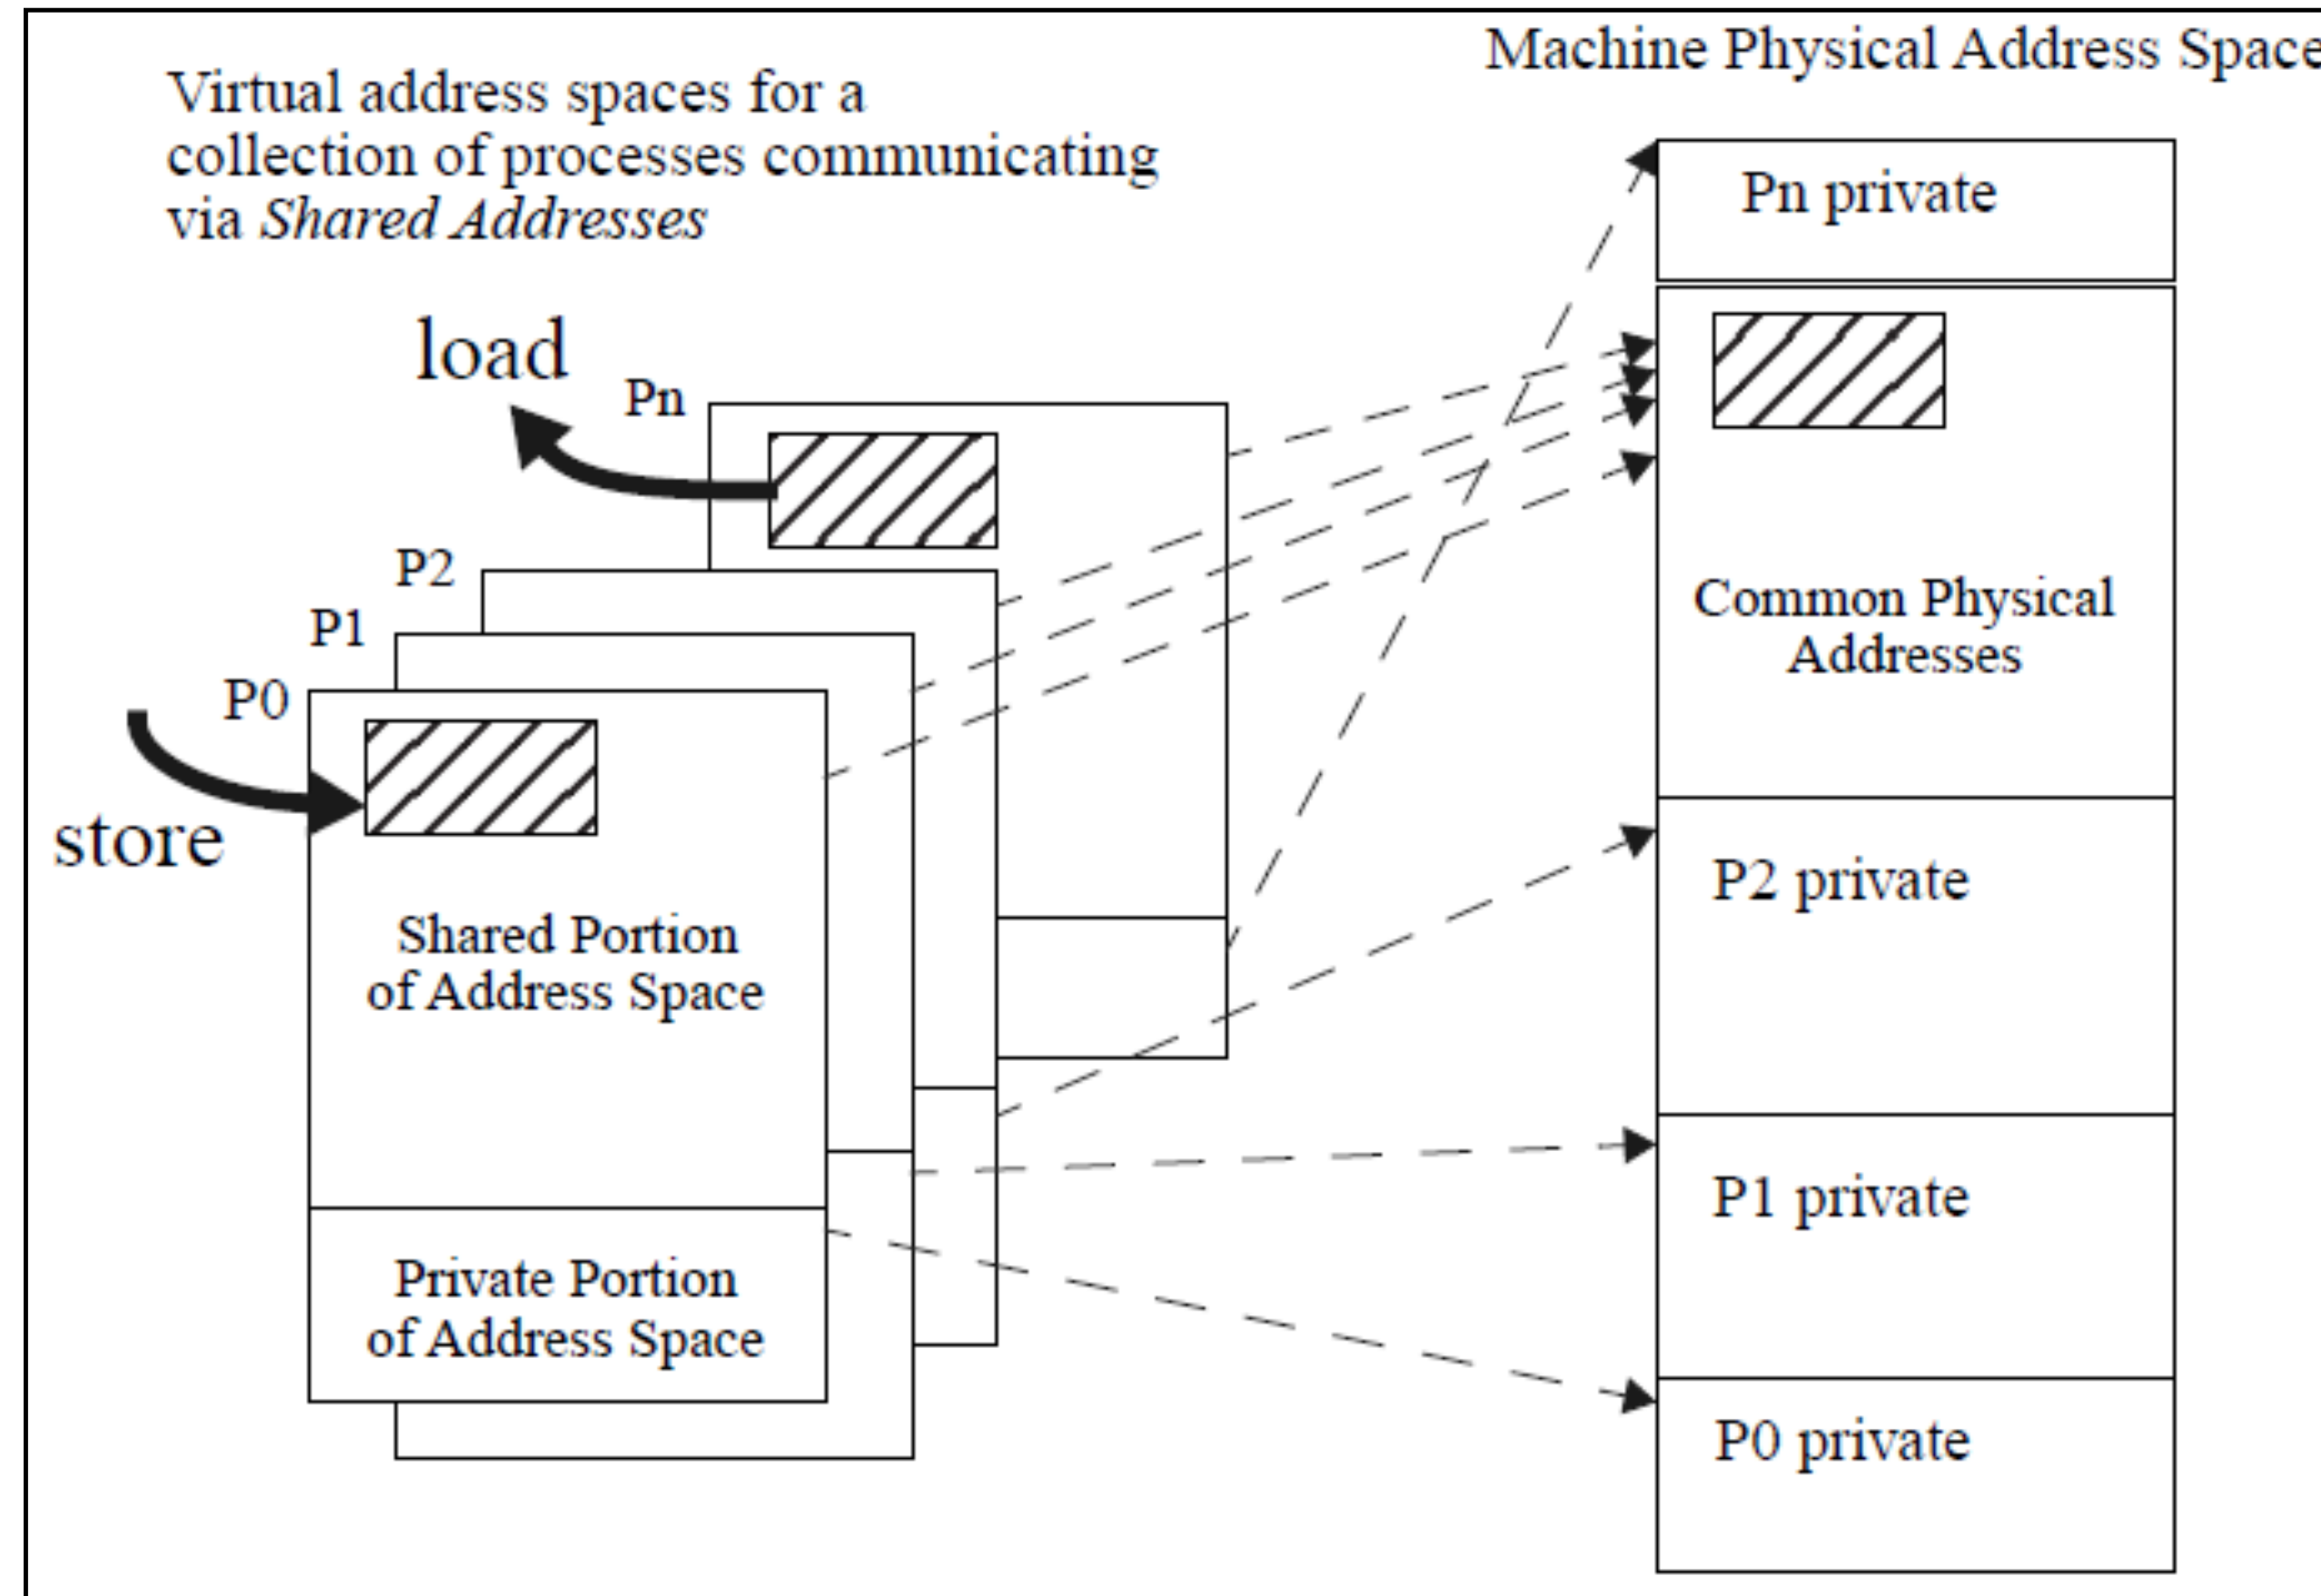 Machine Physical Address Space
Virtual address spaces for a
collection of processes communicating
via Shared Addresses
Pn private
load
Pn
P2
P1
P0
store
Shared Portion
of Address Space
Private Portion
of Address Space
Common Physical
Addresses
P2 private
P1 private
P0 private